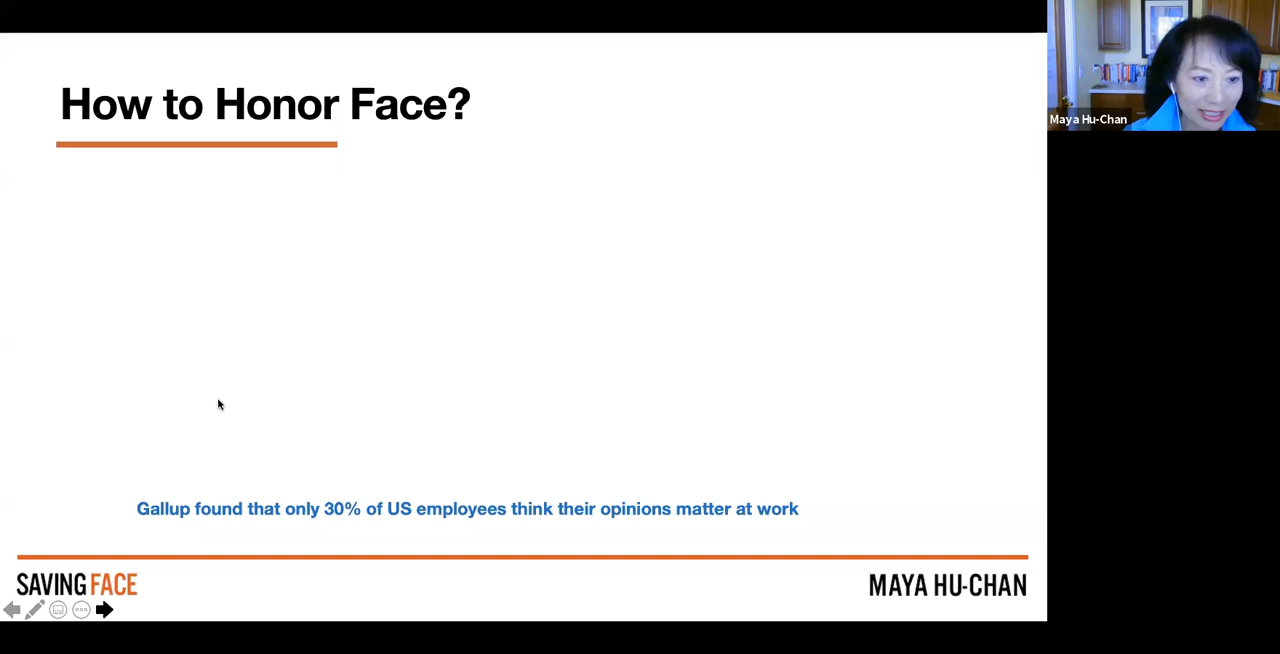 How to Honor Face?
Maya Hu-Chan
Gallup found that only 30% of US employees think their opinions matter at work
SAVING FACE
MAYA HU-CHAN